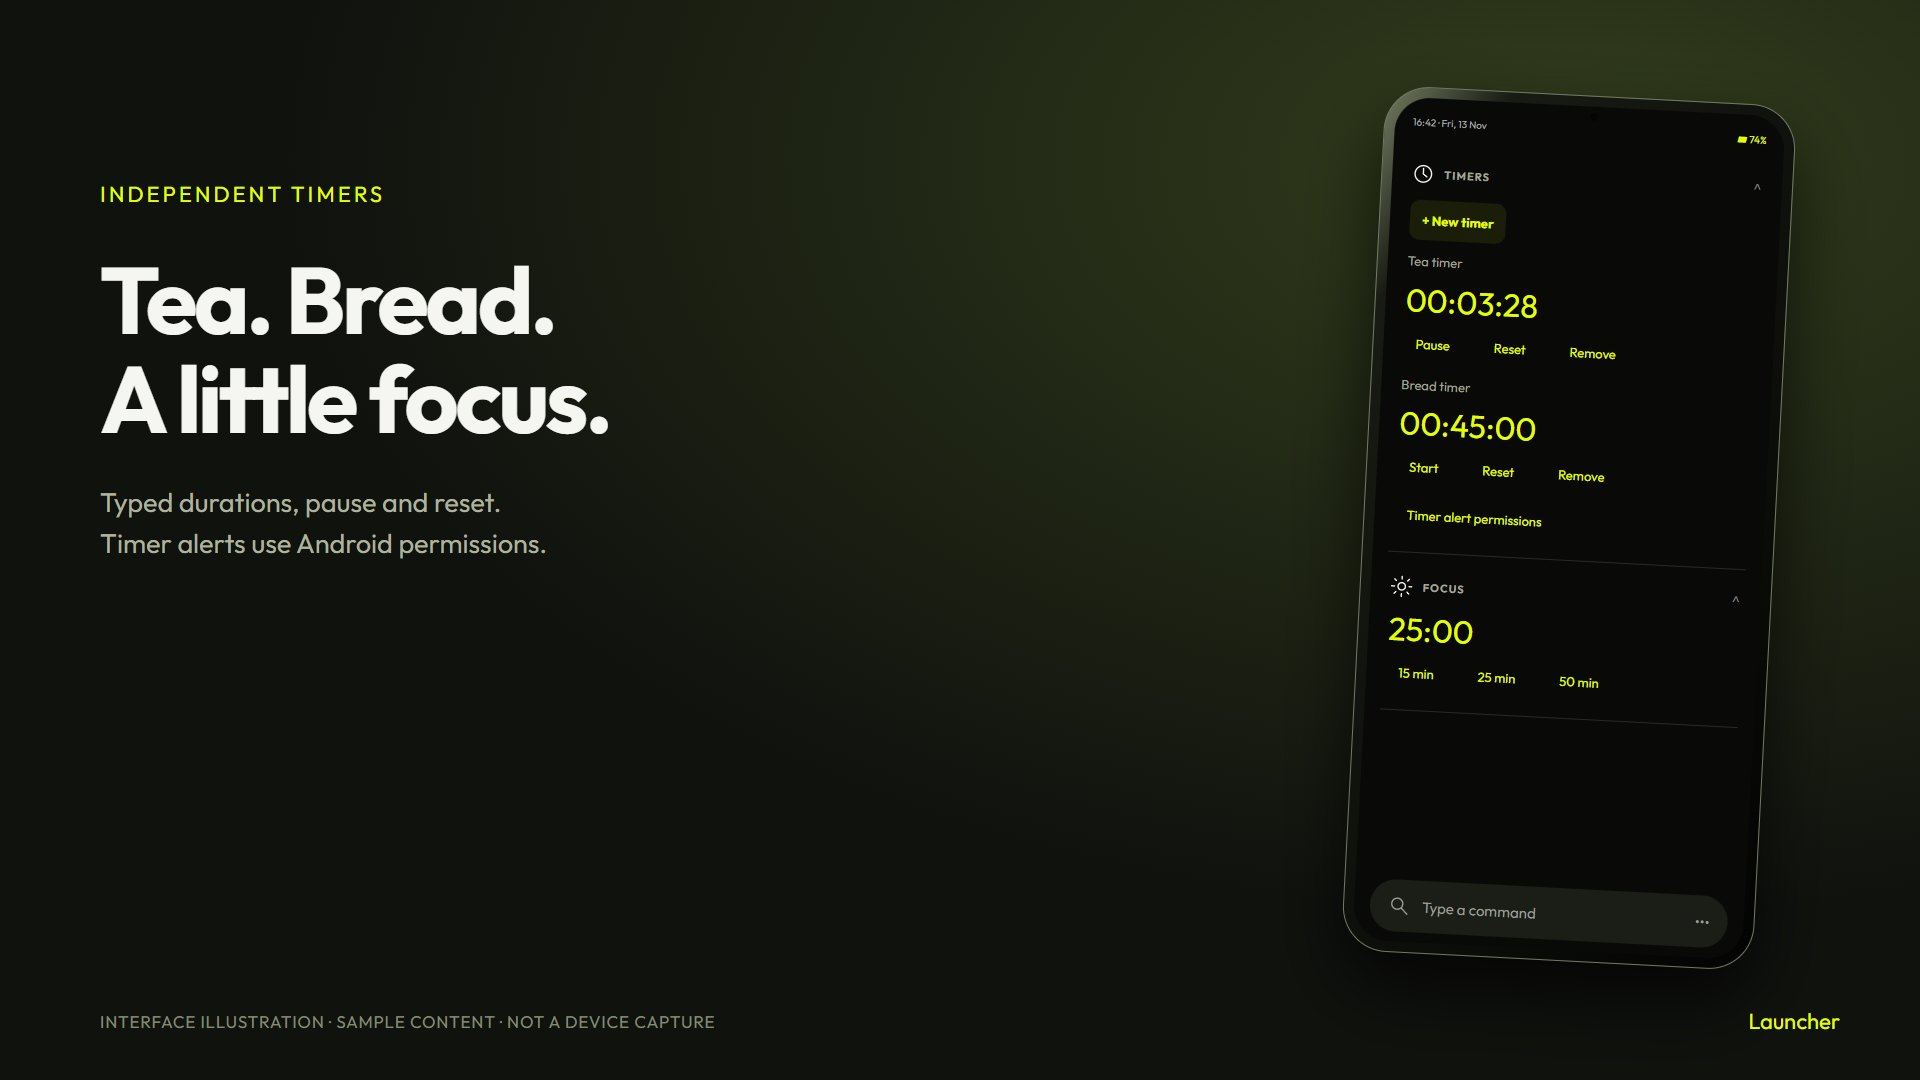 INDEPENDENT TIMERS
Tea. Bread.
A little focus.
Typed durations, pause and reset.
Timer alerts use Android permissions.
16:42 · Fri, 13 Nov
74%
TIMERS
^
+ New timer
Tea timer
00:03:28
Pause Reset Remove
Bread timer
00:45:00
Start Reset Remove
Timer alert permissions
FOCUS
^
25:00
15 min 25 min 50 min
Type a command
...
INTERFACE ILLUSTRATION · SAMPLE CONTENT · NOT A DEVICE CAPTURE
Launcher